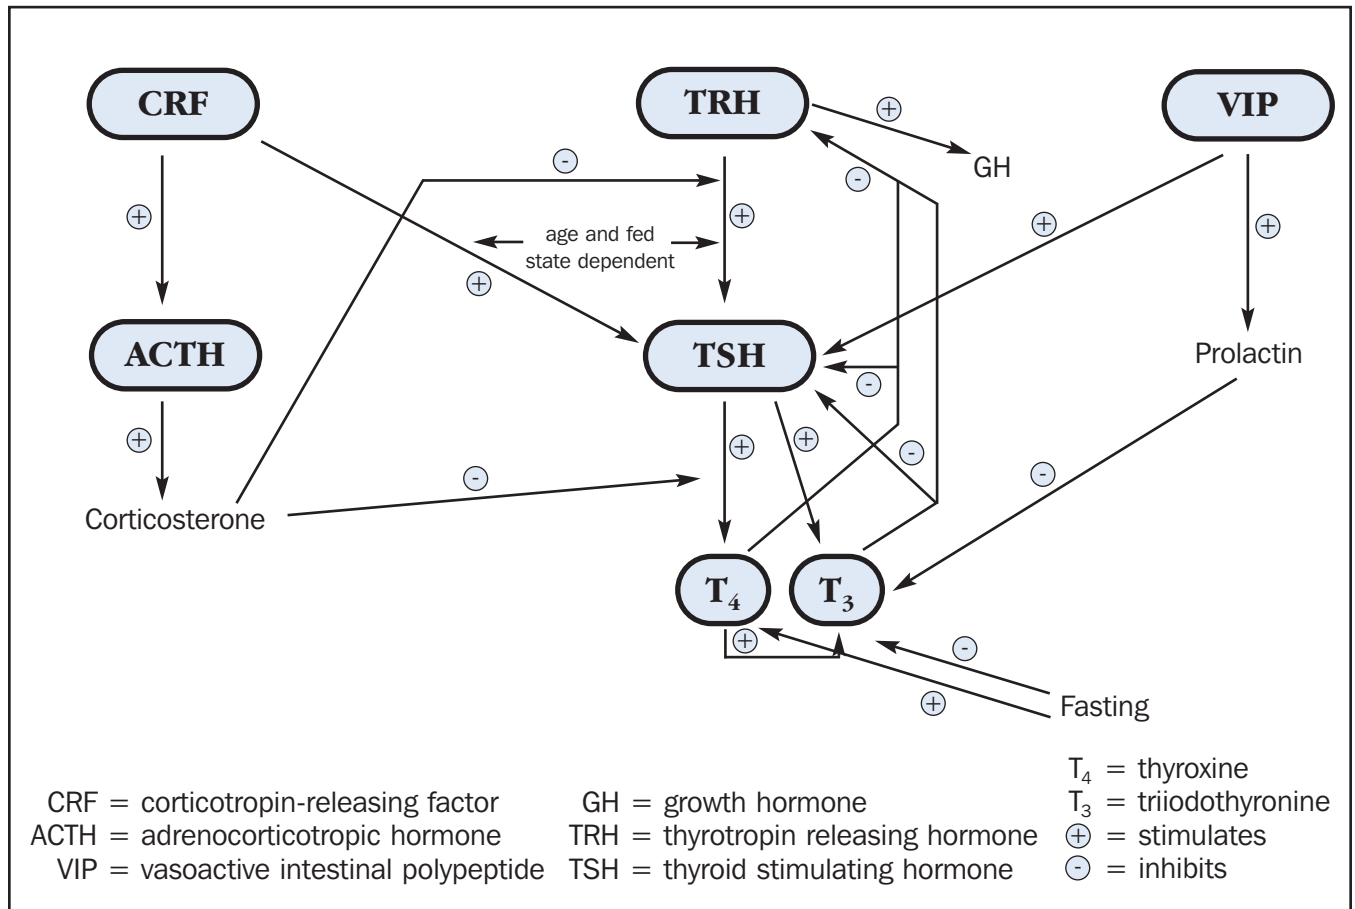 CRF
TRH
VIP
+
GH
-
-
+
+
+
+
age and fed
state dependent
+
ACTH
TSH
Prolactin
-
+
+
+
-
-
-
Corticosterone
T₄
T₃
+
-
+
Fasting
CRF = corticotropin-releasing factor
ACTH = adrenocorticotropic hormone
VIP = vasoactive intestinal polypeptide
GH = growth hormone
TRH = thyrotropin releasing hormone
TSH = thyroid stimulating hormone
T₄ = thyroxine
T₃ = triiodothyronine
+ = stimulates
- = inhibits